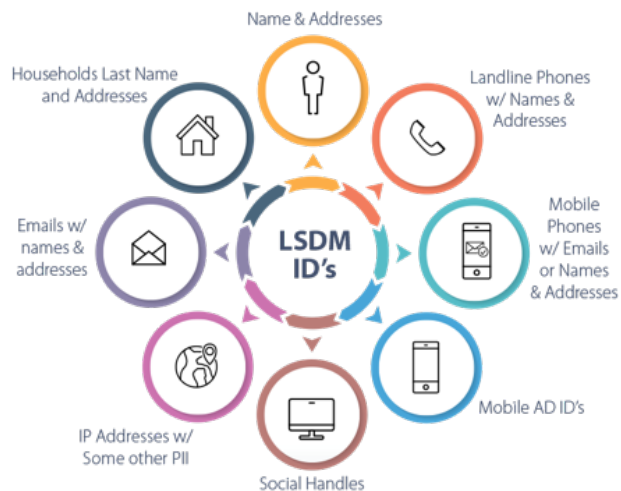 Name & Addresses
Households Last Name
and Addresses
Landline Phones
w/ Names &
Addresses
Emails w/
names &
addresses
LSDM
ID's
Mobile
Phones
w/ Emails
or Names
& Addresses
IP Addresses w/
Some other PII
Mobile AD ID's
Social Handles